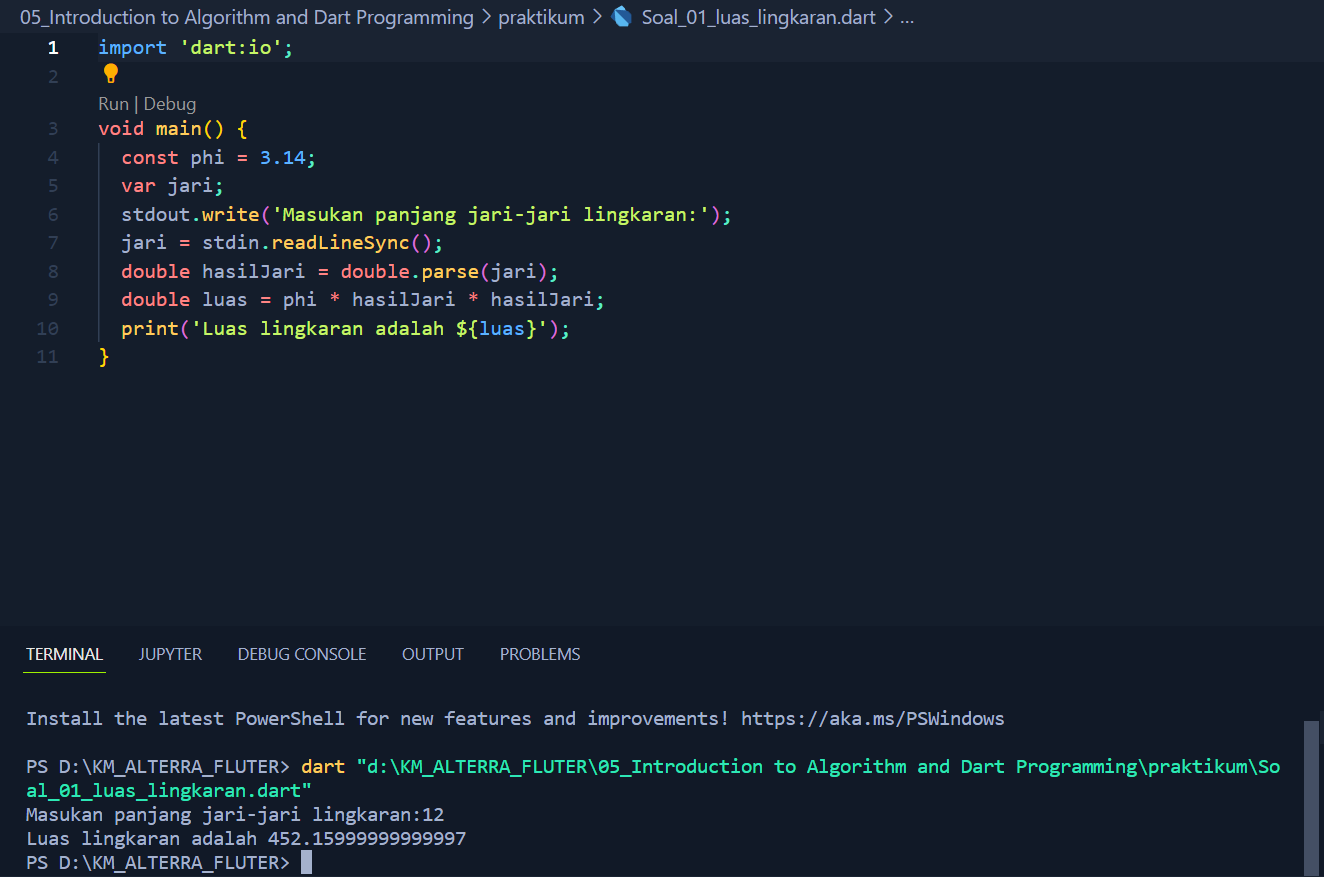 05_Introduction to Algorithm and Dart Programming > praktikum > Soal_01_luas_lingkaran.dart > ...
1 import 'dart:io';
2
Run | Debug
3 void main() {
4   const phi = 3.14;
5   var jari;
6   stdout.write('Masukan panjang jari-jari lingkaran:');
7   jari = stdin.readLineSync();
8   double hasilJari = double.parse(jari);
9   double luas = phi * hasilJari * hasilJari;
10   print('Luas lingkaran adalah ${luas}');
11 }
TERMINAL JUPYTER DEBUG CONSOLE OUTPUT PROBLEMS
Install the latest PowerShell for new features and improvements! https://aka.ms/PSWindows
PS D:\KM_ALTERRA_FLUTER> dart "d:\KM_ALTERRA_FLUTER\05_Introduction to Algorithm and Dart Programming\praktikum\So
al_01_luas_lingkaran.dart"
Masukan panjang jari-jari lingkaran:12
Luas lingkaran adalah 452.15999999999997
PS D:\KM_ALTERRA_FLUTER>